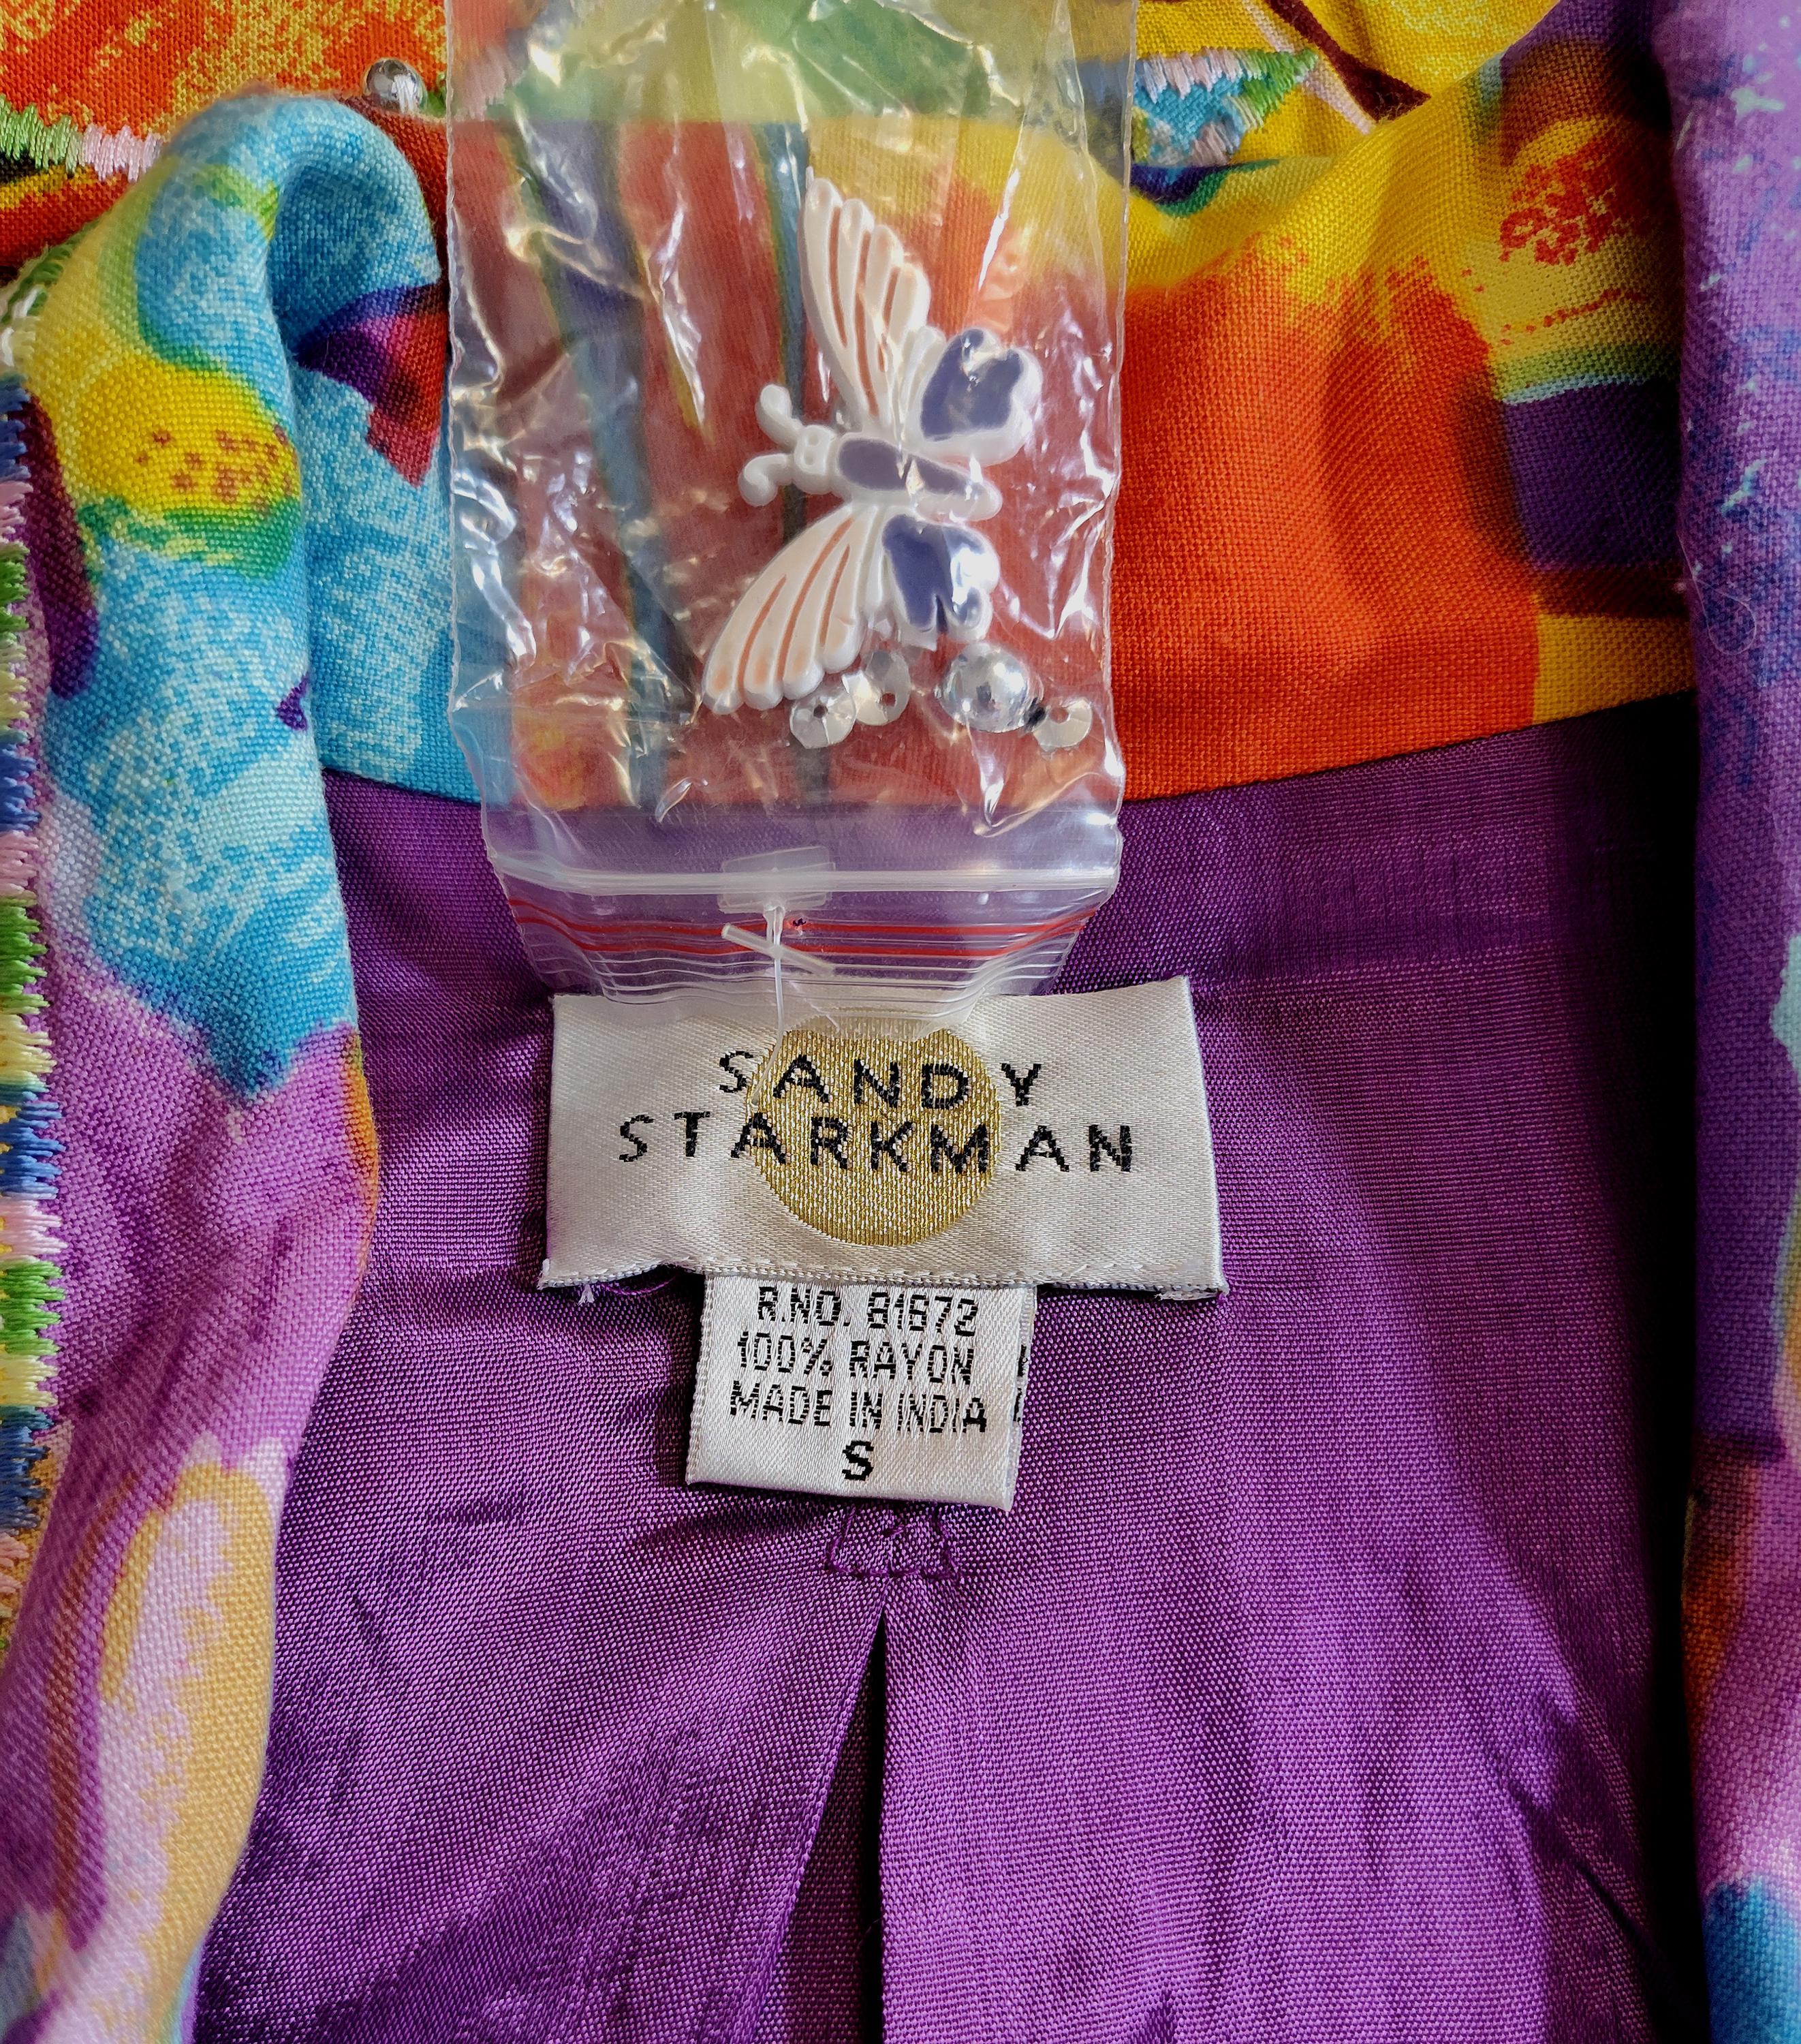 SANDY
STARKMAN
R.NO. 81672
100% RAYON
MADE IN INDIA
S